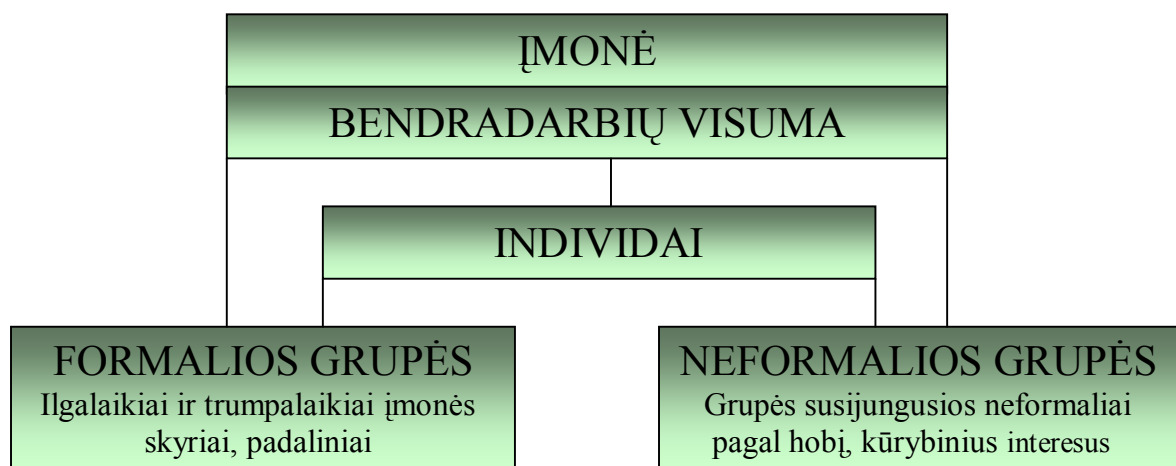 ĮMONĖ
BENDRADARBIŲ VISUMA
INDIVIDAI
FORMALIOS GRUPĖS
Ilgalaikiai ir trumpalaikiai įmonės
skyriai, padaliniai
NEFORMALIOS GRUPĖS
Grupės susijungusios neformaliai
pagal hobį, kūrybinius interesus